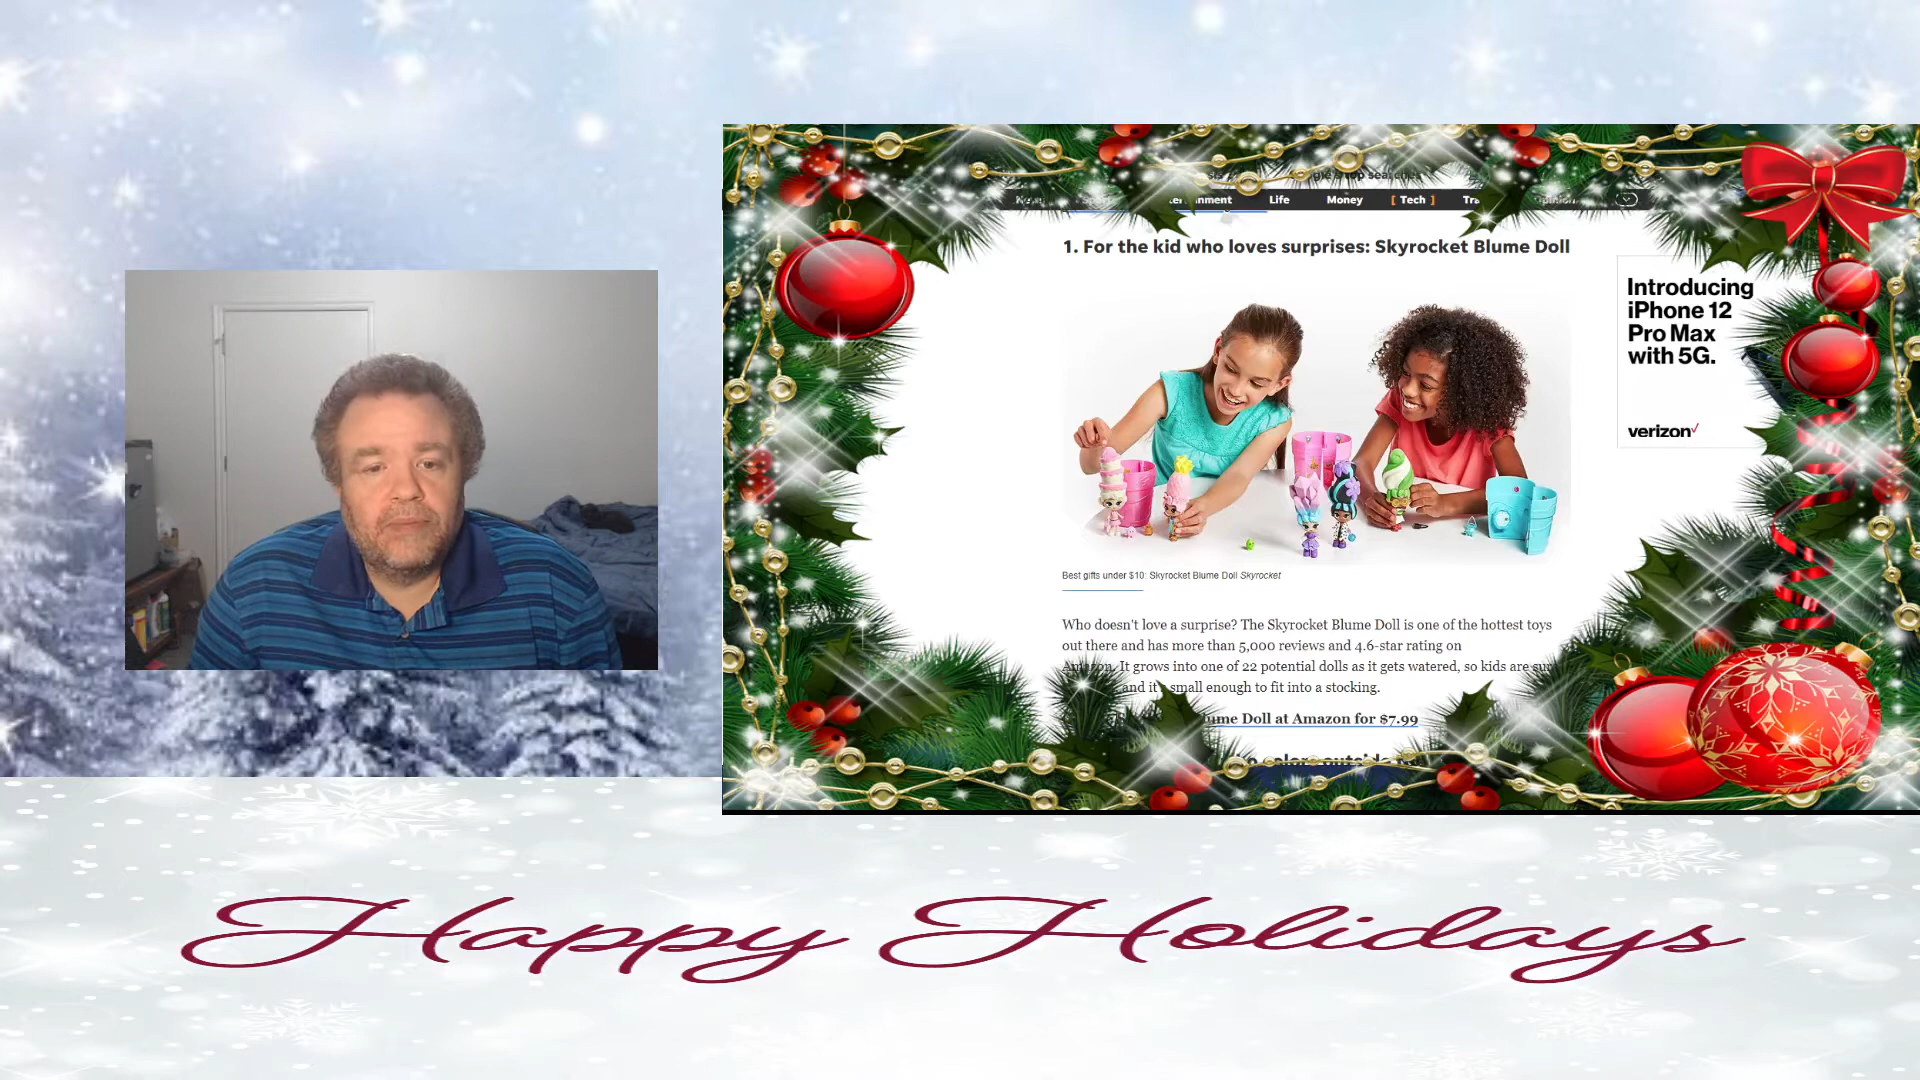 top searches
Life Money [ Tech ]
1. For the kid who loves surprises: Skyrocket Blume Doll
Introducing
iPhone 12
Pro Max
with 5G.
verizon✓
Best gifts under $10: Skyrocket Blume Doll Skyrocket
Who doesn't love a surprise? The Skyrocket Blume Doll is one of the hottest toys
out there and has more than 5,000 reviews and 4.6-star rating on
Amazon. It grows into one of 22 potential dolls as it gets watered, so kids are
and it's small enough to fit into a stocking.
Doll at Amazon for $7.99
Happy Holidays